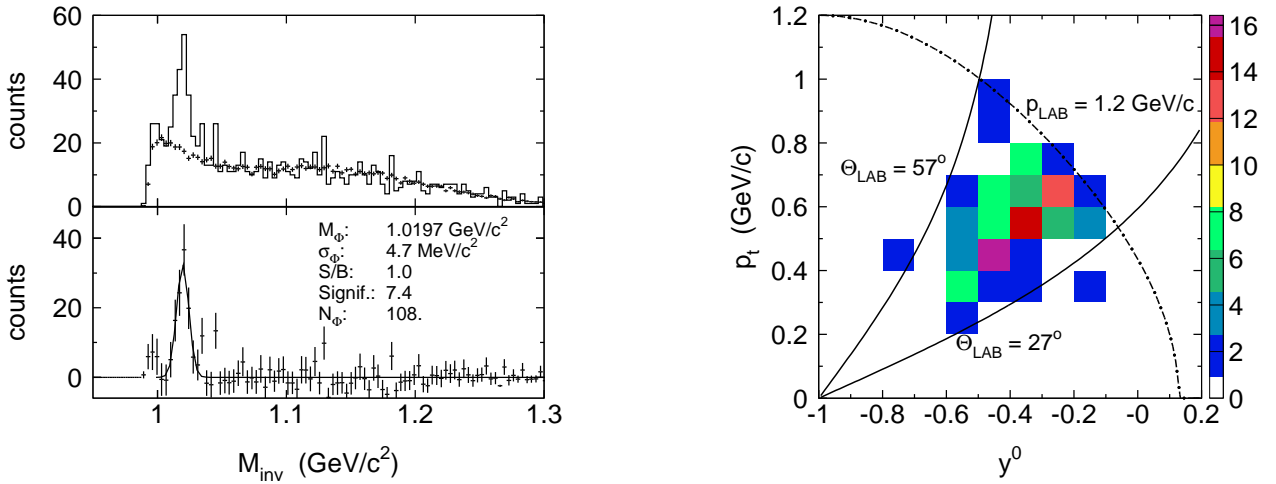 counts
60
40
20
0
counts
40
20
0
M_Φ: 1.0197 GeV/c²
σ_Φ: 4.7 MeV/c²
S/B: 1.0
Signif.: 7.4
N_Φ: 108.
1 1.1 1.2 1.3
M_inv (GeV/c²)
p_t (GeV/c)
1.2
1
0.8
0.6
0.4
0.2
0
p_LAB = 1.2 GeV/c
Θ_LAB = 57°
Θ_LAB = 27°
-1 -0.8 -0.6 -0.4 -0.2 -0 0.2
y⁰
16
14
12
10
8
6
4
2
0